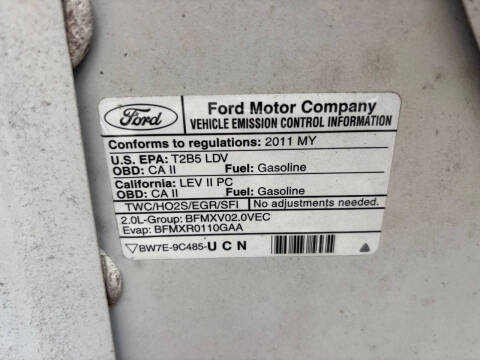 Ford
Ford Motor Company
VEHICLE EMISSION CONTROL INFORMATION
Conforms to regulations: 2011 MY
U.S. EPA: T2B5 LDV
OBD: CA II Fuel: Gasoline
California: LEV II PC
OBD: CA II Fuel: Gasoline
TWC/HO2S/EGR/SFI No adjustments needed.
2.0L-Group: BFMXV02.0VEC
Evap: BFMXR0110GAA
BW7E-9C485-UCN